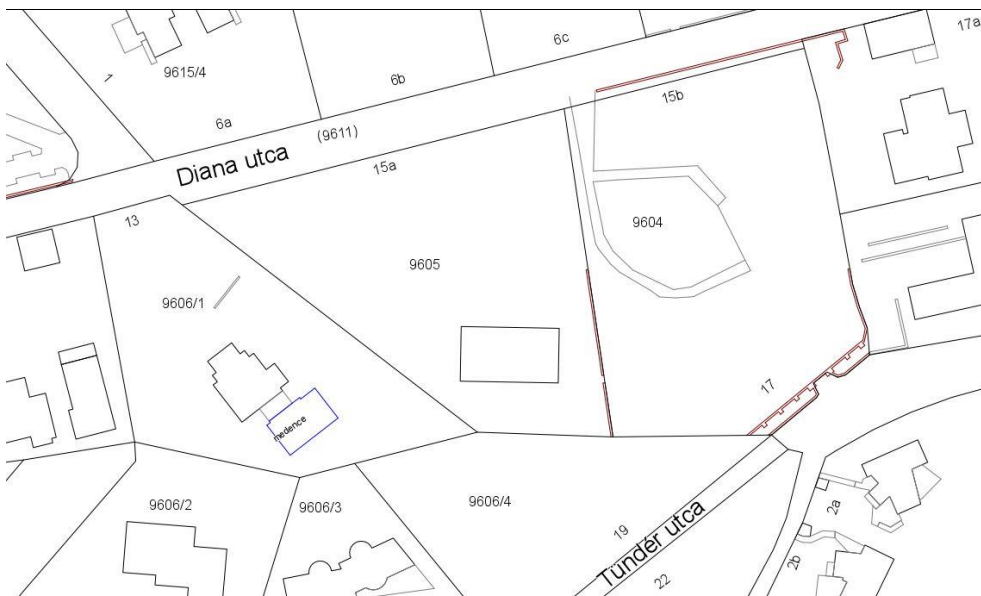 17a
6c
1
9615/4
6b
15b
6a
(9611)
Diana utca
15a
13
9604
9605
9606/1
17
medence
9606/2
9606/3
9606/4
2a
19
Tündér utca
2b
22